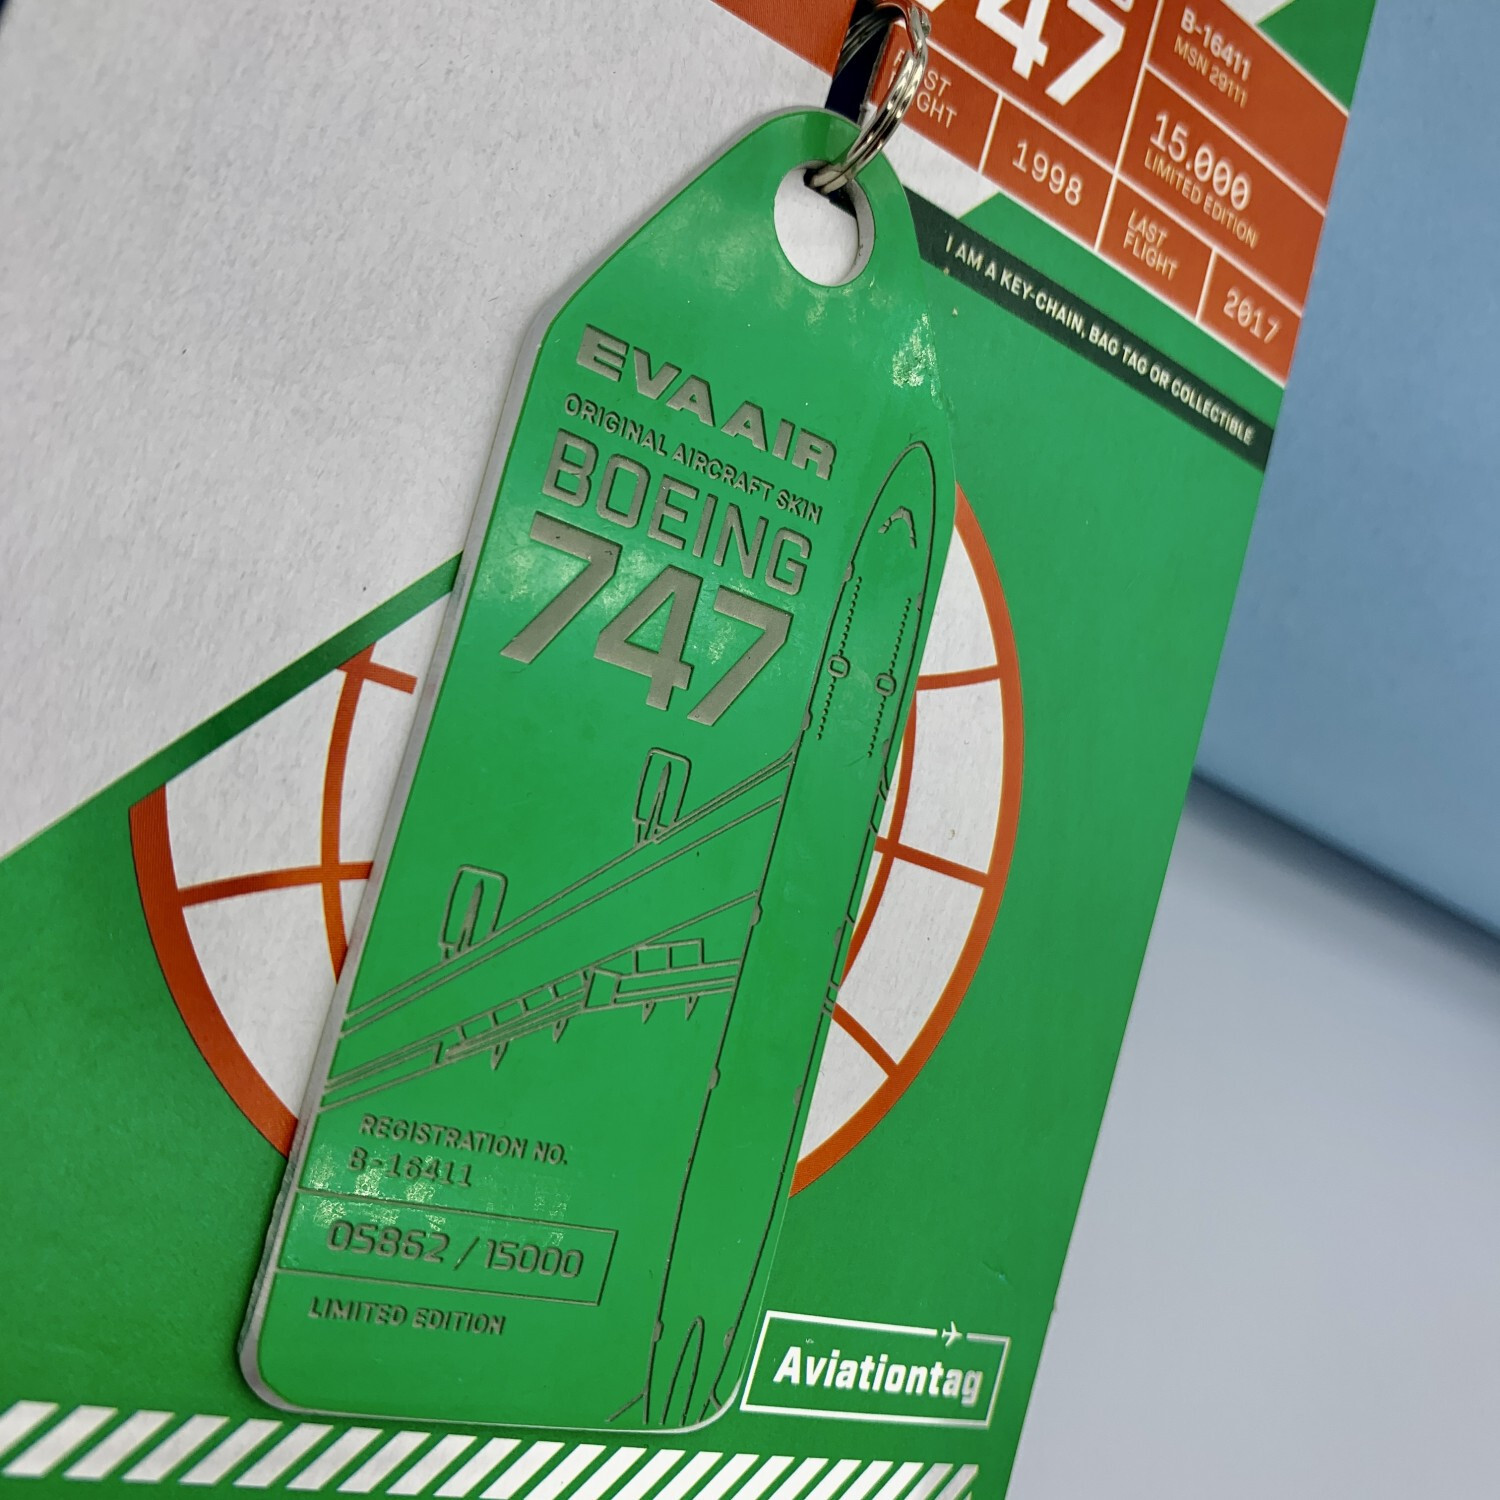 747
B-16411
MSN 29111
FIRST
FLIGHT
1998
15.000
LIMITED EDITION
LAST
FLIGHT
2017
I AM A KEY-CHAIN, BAG TAG OR COLLECTIBLE
EVA AIR
ORIGINAL AIRCRAFT SKIN
BOEING
747
REGISTRATION NO.
B-16411
05862 / 15000
LIMITED EDITION
Aviationtag